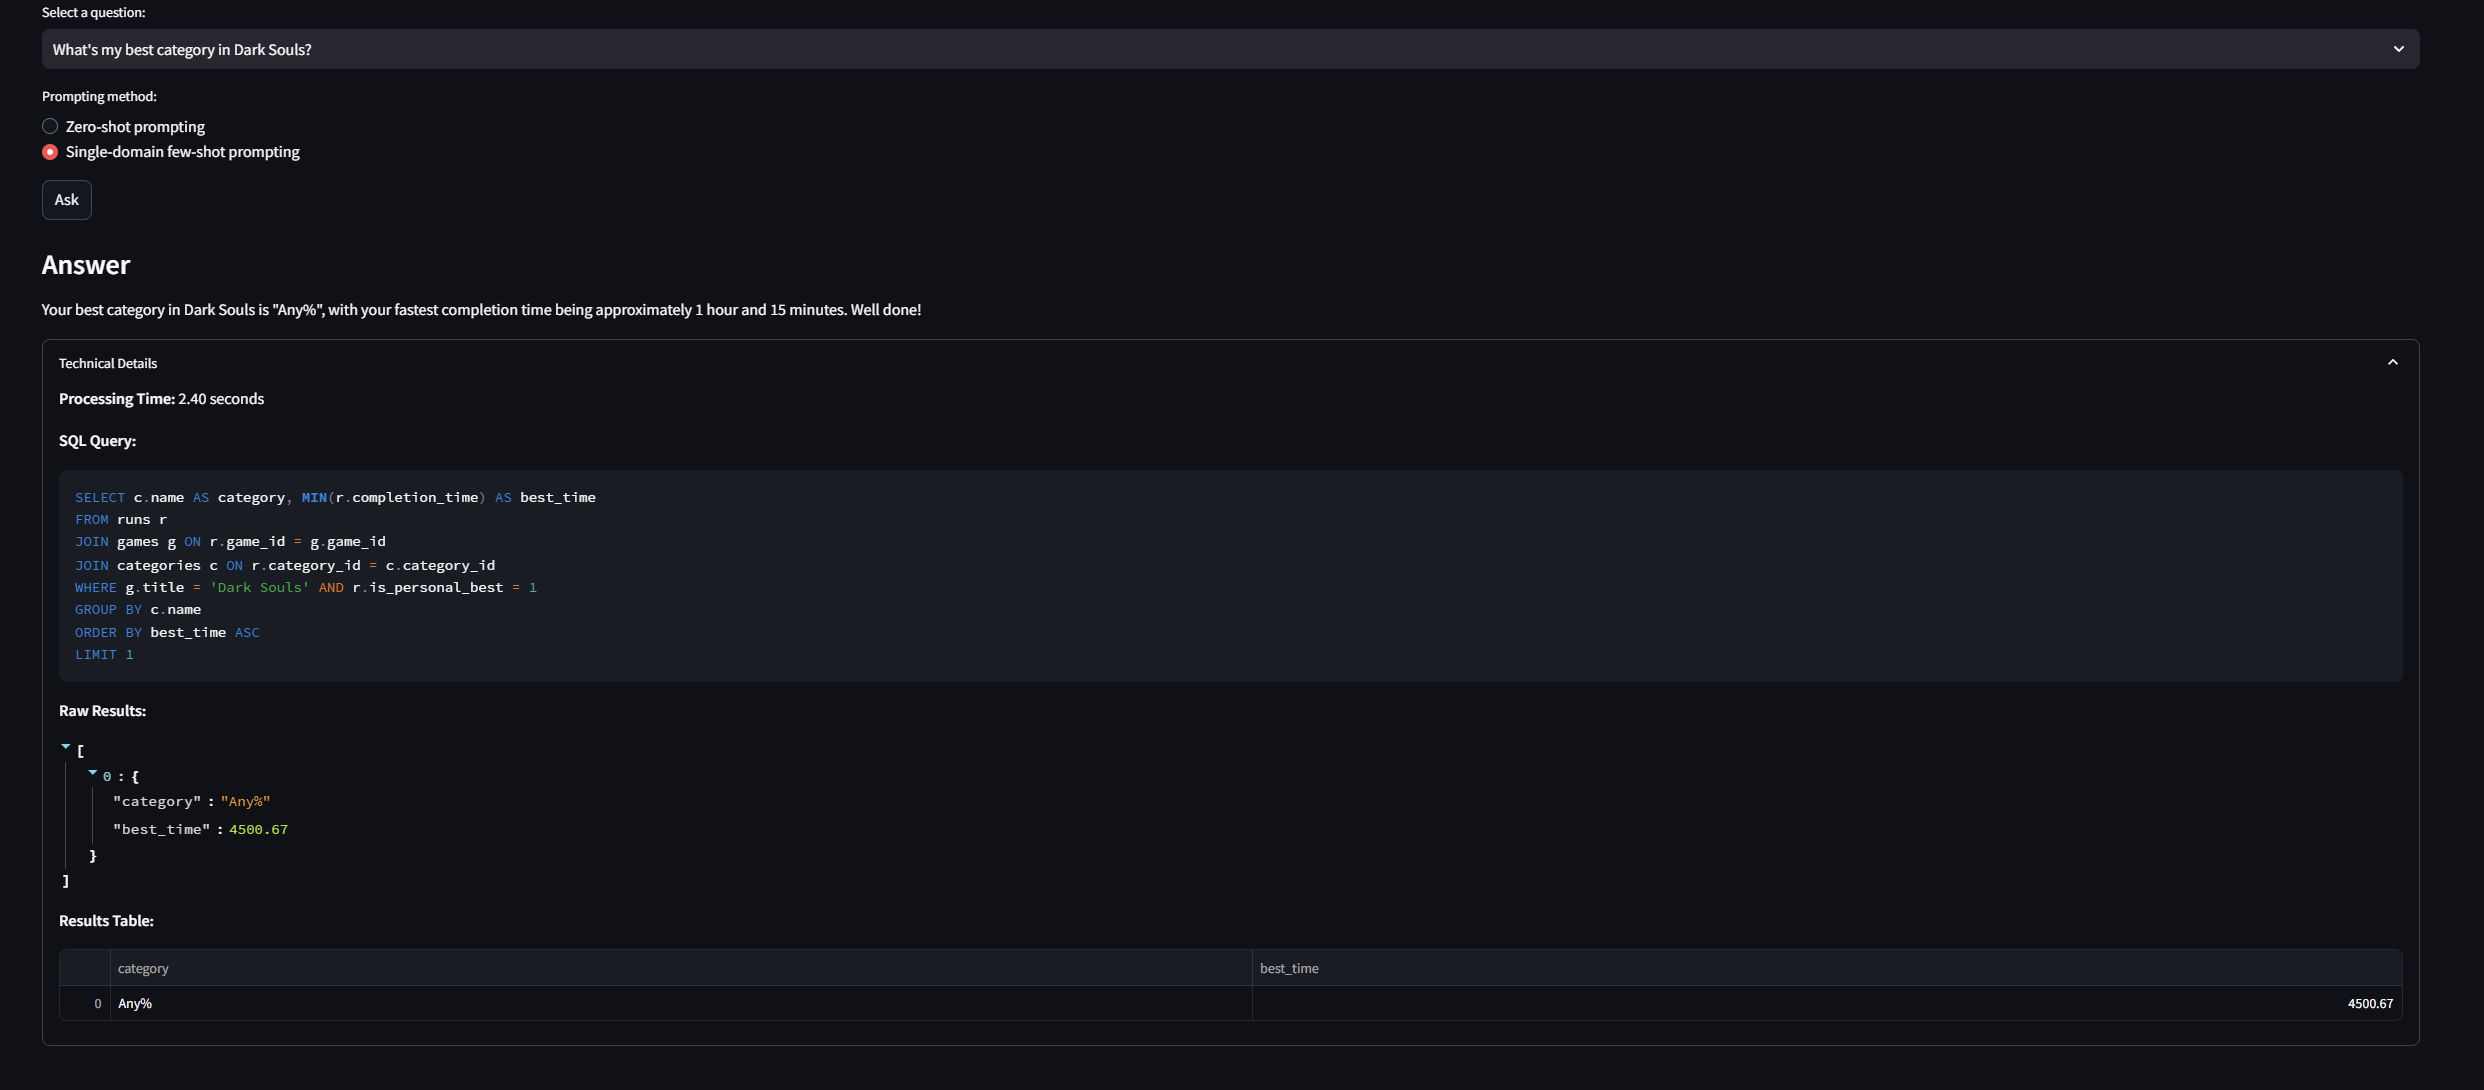 Select a question:
What's my best category in Dark Souls?
Prompting method:
Zero-shot prompting
Single-domain few-shot prompting
Ask
Answer
Your best category in Dark Souls is "Any%", with your fastest completion time being approximately 1 hour and 15 minutes. Well done!
Technical Details
Processing Time: 2.40 seconds
SQL Query:
SELECT c.name AS category, MIN(r.completion_time) AS best_time
FROM runs r
JOIN games g ON r.game_id = g.game_id
JOIN categories c ON r.category_id = c.category_id
WHERE g.title = 'Dark Souls' AND r.is_personal_best = 1
GROUP BY c.name
ORDER BY best_time ASC
LIMIT 1
Raw Results:
[
0 : {
"category" : "Any%"
"best_time" : 4500.67
}
]
Results Table:
category best_time
0 Any% 4500.67